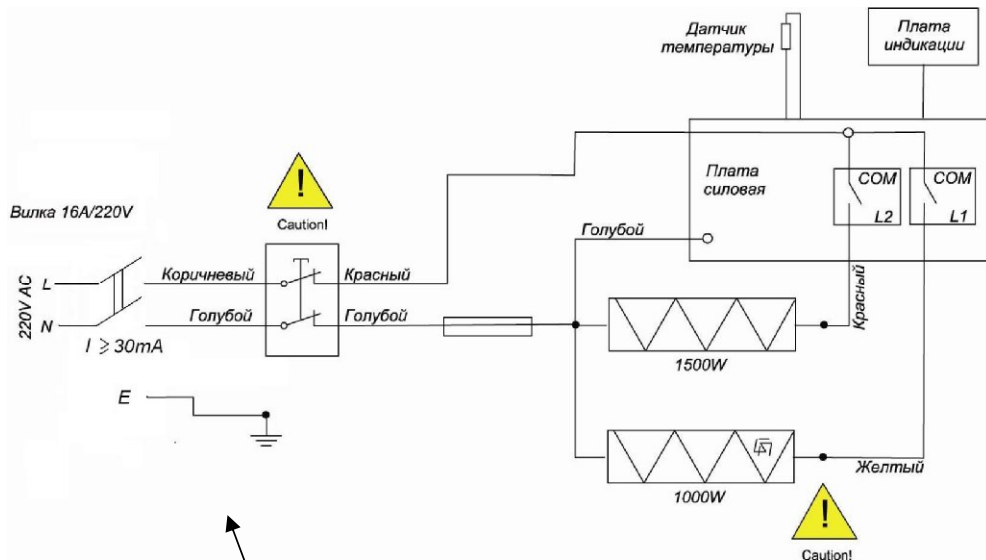 Датчик
температуры
Плата
индикации
Плата
силовая
COM
L2
COM
L1
Caution!
Вилка 16A/220V
220V AC
L
N
Коричневый
Голубой
I ⩾ 30mA
E
Красный
Голубой
Голубой
1500W
Красный
1000W
Желтый
Caution!